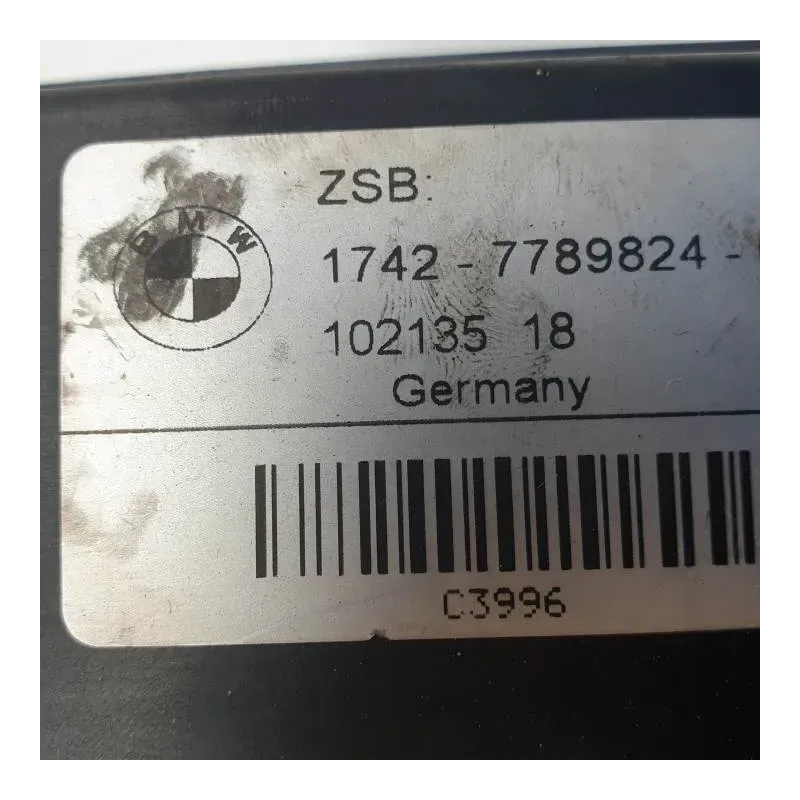 BMW
ZSB:
1742 - 7789824 -
102135 18
Germany
C3996